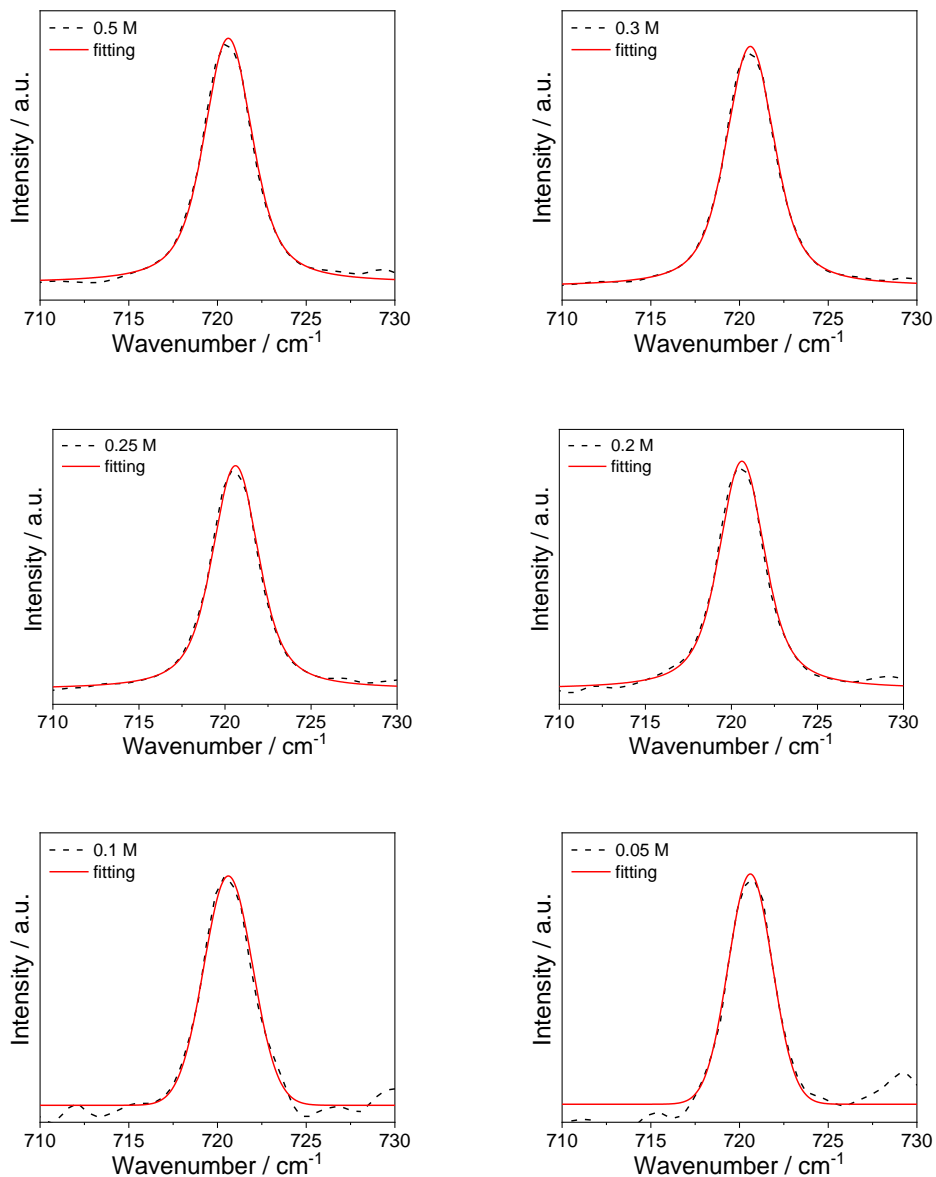 0.5 M
fitting
Intensity / a.u.
710 715 720 725 730
Wavenumber / cm⁻¹
0.3 M
fitting
Intensity / a.u.
710 715 720 725 730
Wavenumber / cm⁻¹
0.25 M
fitting
Intensity / a.u.
710 715 720 725 730
Wavenumber / cm⁻¹
0.2 M
fitting
Intensity / a.u.
710 715 720 725 730
Wavenumber / cm⁻¹
0.1 M
fitting
Intensity / a.u.
710 715 720 725 730
Wavenumber / cm⁻¹
0.05 M
fitting
Intensity / a.u.
710 715 720 725 730
Wavenumber / cm⁻¹